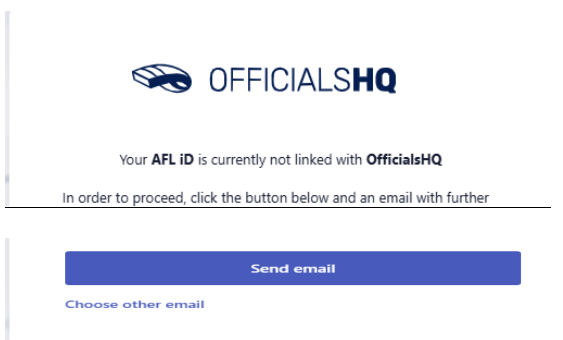 OFFICIALSHQ
Your AFL iD is currently not linked with OfficialsHQ
In order to proceed, click the button below and an email with further
Send email
Choose other email